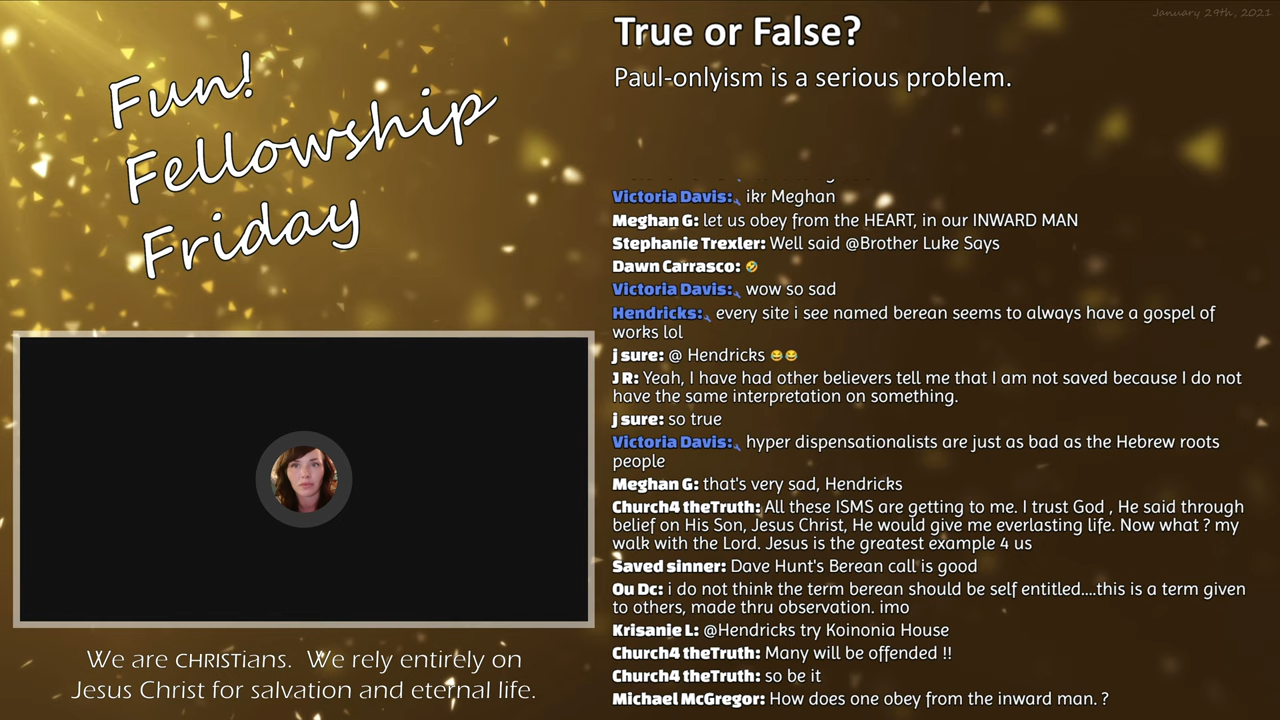 January 29th, 2021
Fun!
Fellowship
Friday
True or False?
Paul-onlyism is a serious problem.
Victoria Davis: ikr Meghan
Meghan G: let us obey from the HEART, in our INWARD MAN
Stephanie Trexler: Well said @Brother Luke Says
Dawn Carrasco: 🤣
Victoria Davis: wow so sad
Hendricks: every site i see named berean seems to always have a gospel of
works lol
j sure: @ Hendricks 😂😂
J R: Yeah, I have had other believers tell me that I am not saved because I do not
have the same interpretation on something.
j sure: so true
Victoria Davis: hyper dispensationalists are just as bad as the Hebrew roots
people
Meghan G: that's very sad, Hendricks
Church4 theTruth: All these ISMS are getting to me. I trust God , He said through
belief on His Son, Jesus Christ, He would give me everlasting life. Now what ? my
walk with the Lord. Jesus is the greatest example 4 us
Saved sinner: Dave Hunt's Berean call is good
Ou Dc: i do not think the term berean should be self entitled....this is a term given
to others, made thru observation. imo
Krisanie L: @Hendricks try Koinonia House
Church4 theTruth: Many will be offended !!
Church4 theTruth: so be it
Michael McGregor: How does one obey from the inward man. ?
We are CHRISTians. We rely entirely on
Jesus Christ for salvation and eternal life.